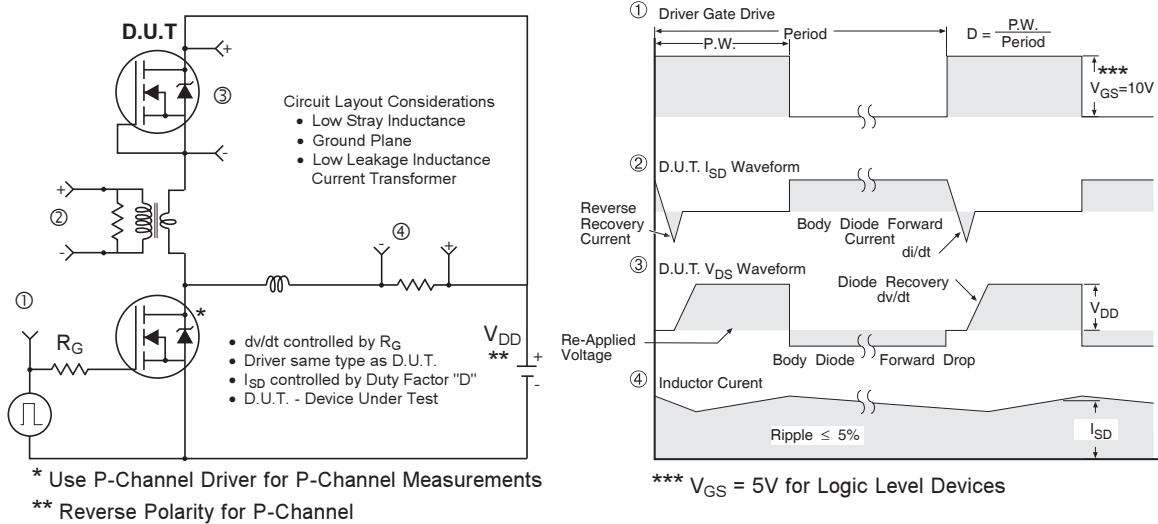 D.U.T
+
③
-
Circuit Layout Considerations
• Low Stray Inductance
• Ground Plane
• Low Leakage Inductance
Current Transformer
+
②
-
④
-
+
①
R_G
*
• dv/dt controlled by R_G
• Driver same type as D.U.T.
• I_SD controlled by Duty Factor "D"
• D.U.T. - Device Under Test
V_DD
**
+
-
* Use P-Channel Driver for P-Channel Measurements
** Reverse Polarity for P-Channel
① Driver Gate Drive
Period
P.W.
D = P.W. / Period
***
V_GS=10V
② D.U.T. I_SD Waveform
Reverse
Recovery
Current
Body Diode Forward
Current
di/dt
③ D.U.T. V_DS Waveform
Diode Recovery
dv/dt
V_DD
Re-Applied
Voltage
Body Diode Forward Drop
④ Inductor Curent
Ripple ≤ 5%
I_SD
*** V_GS = 5V for Logic Level Devices